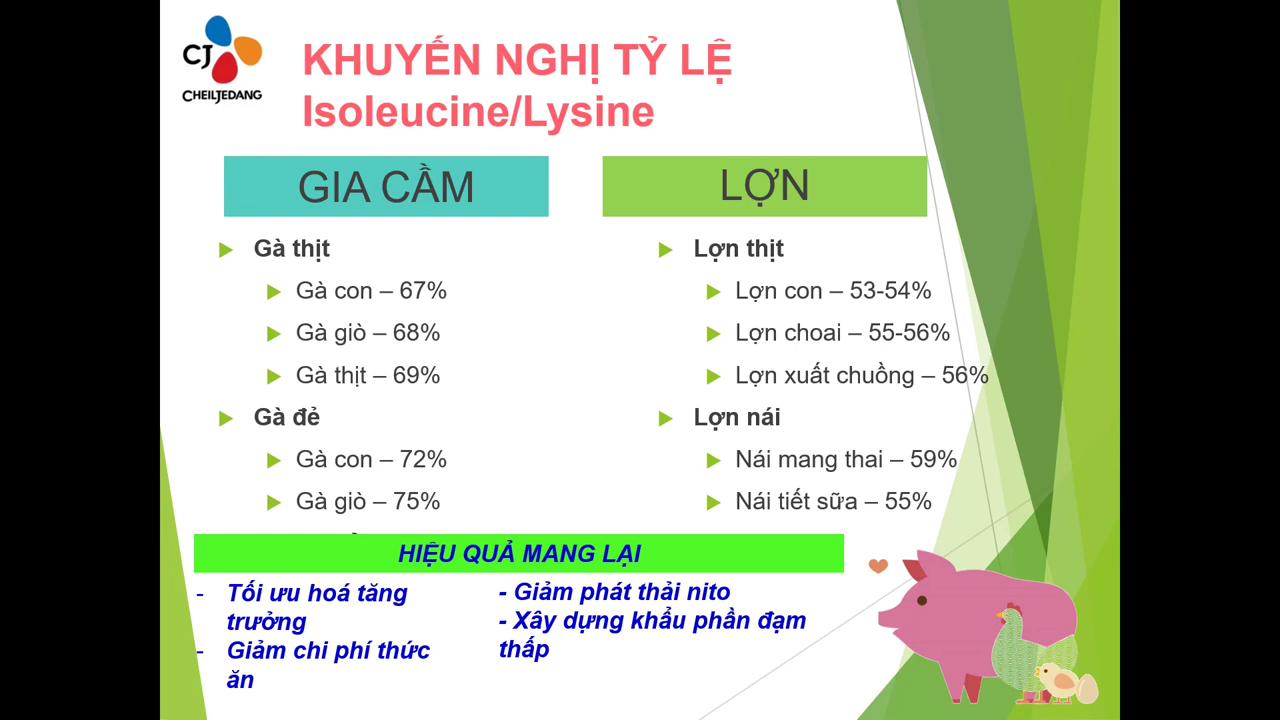 CJ
CHEILJEDANG
KHUYẾN NGHỊ TỶ LỆ
Isoleucine/Lysine
GIA CẦM
Gà thịt
Gà con – 67%
Gà giò – 68%
Gà thịt – 69%
Gà đẻ
Gà con – 72%
Gà giò – 75%
LỢN
Lợn thịt
Lợn con – 53-54%
Lợn choai – 55-56%
Lợn xuất chuồng – 56%
Lợn nái
Nái mang thai – 59%
Nái tiết sữa – 55%
HIỆU QUẢ MANG LẠI
- Tối ưu hoá tăng
trưởng
- Giảm chi phí thức
ăn
- Giảm phát thải nito
- Xây dựng khẩu phần đạm
thấp